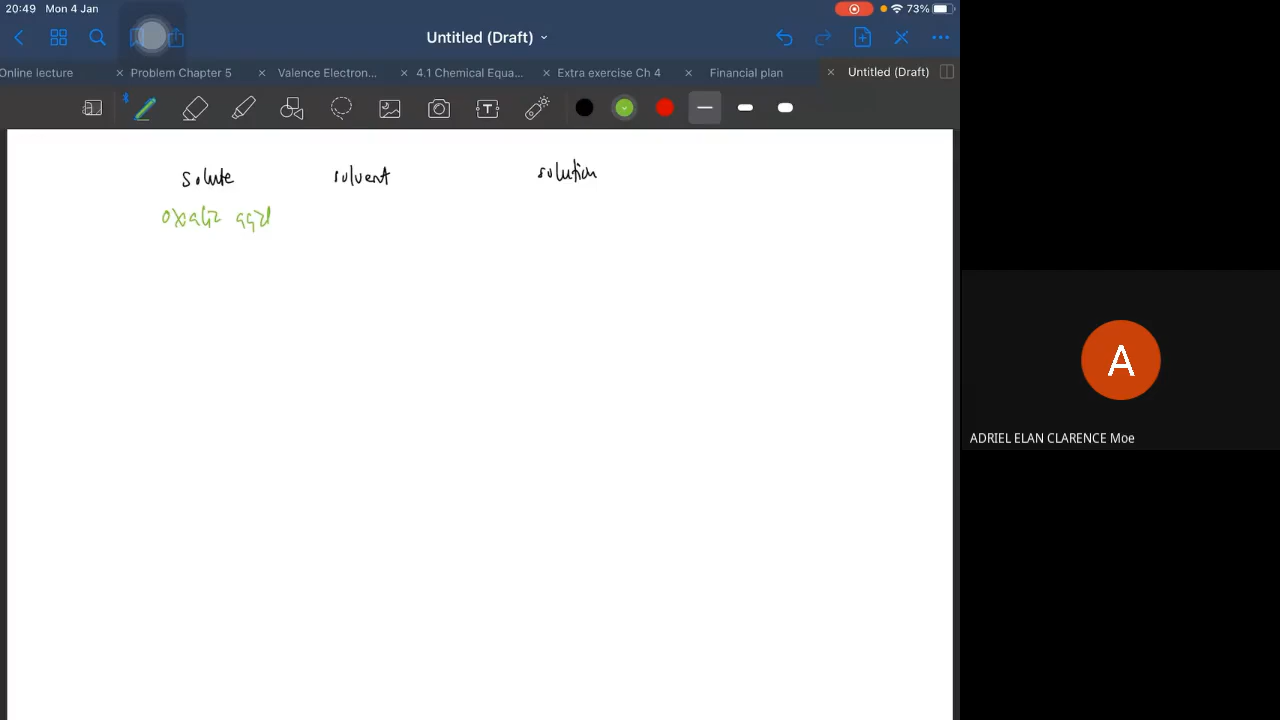 20:49 Mon 4 Jan 73%
Untitled (Draft)
Online lecture Problem Chapter 5 Valence Electron... 4.1 Chemical Equa... Extra exercise Ch 4 Financial plan Untitled (Draft)
T
solute solvent solution
oxalic acid
A
ADRIEL ELAN CLARENCE Moe